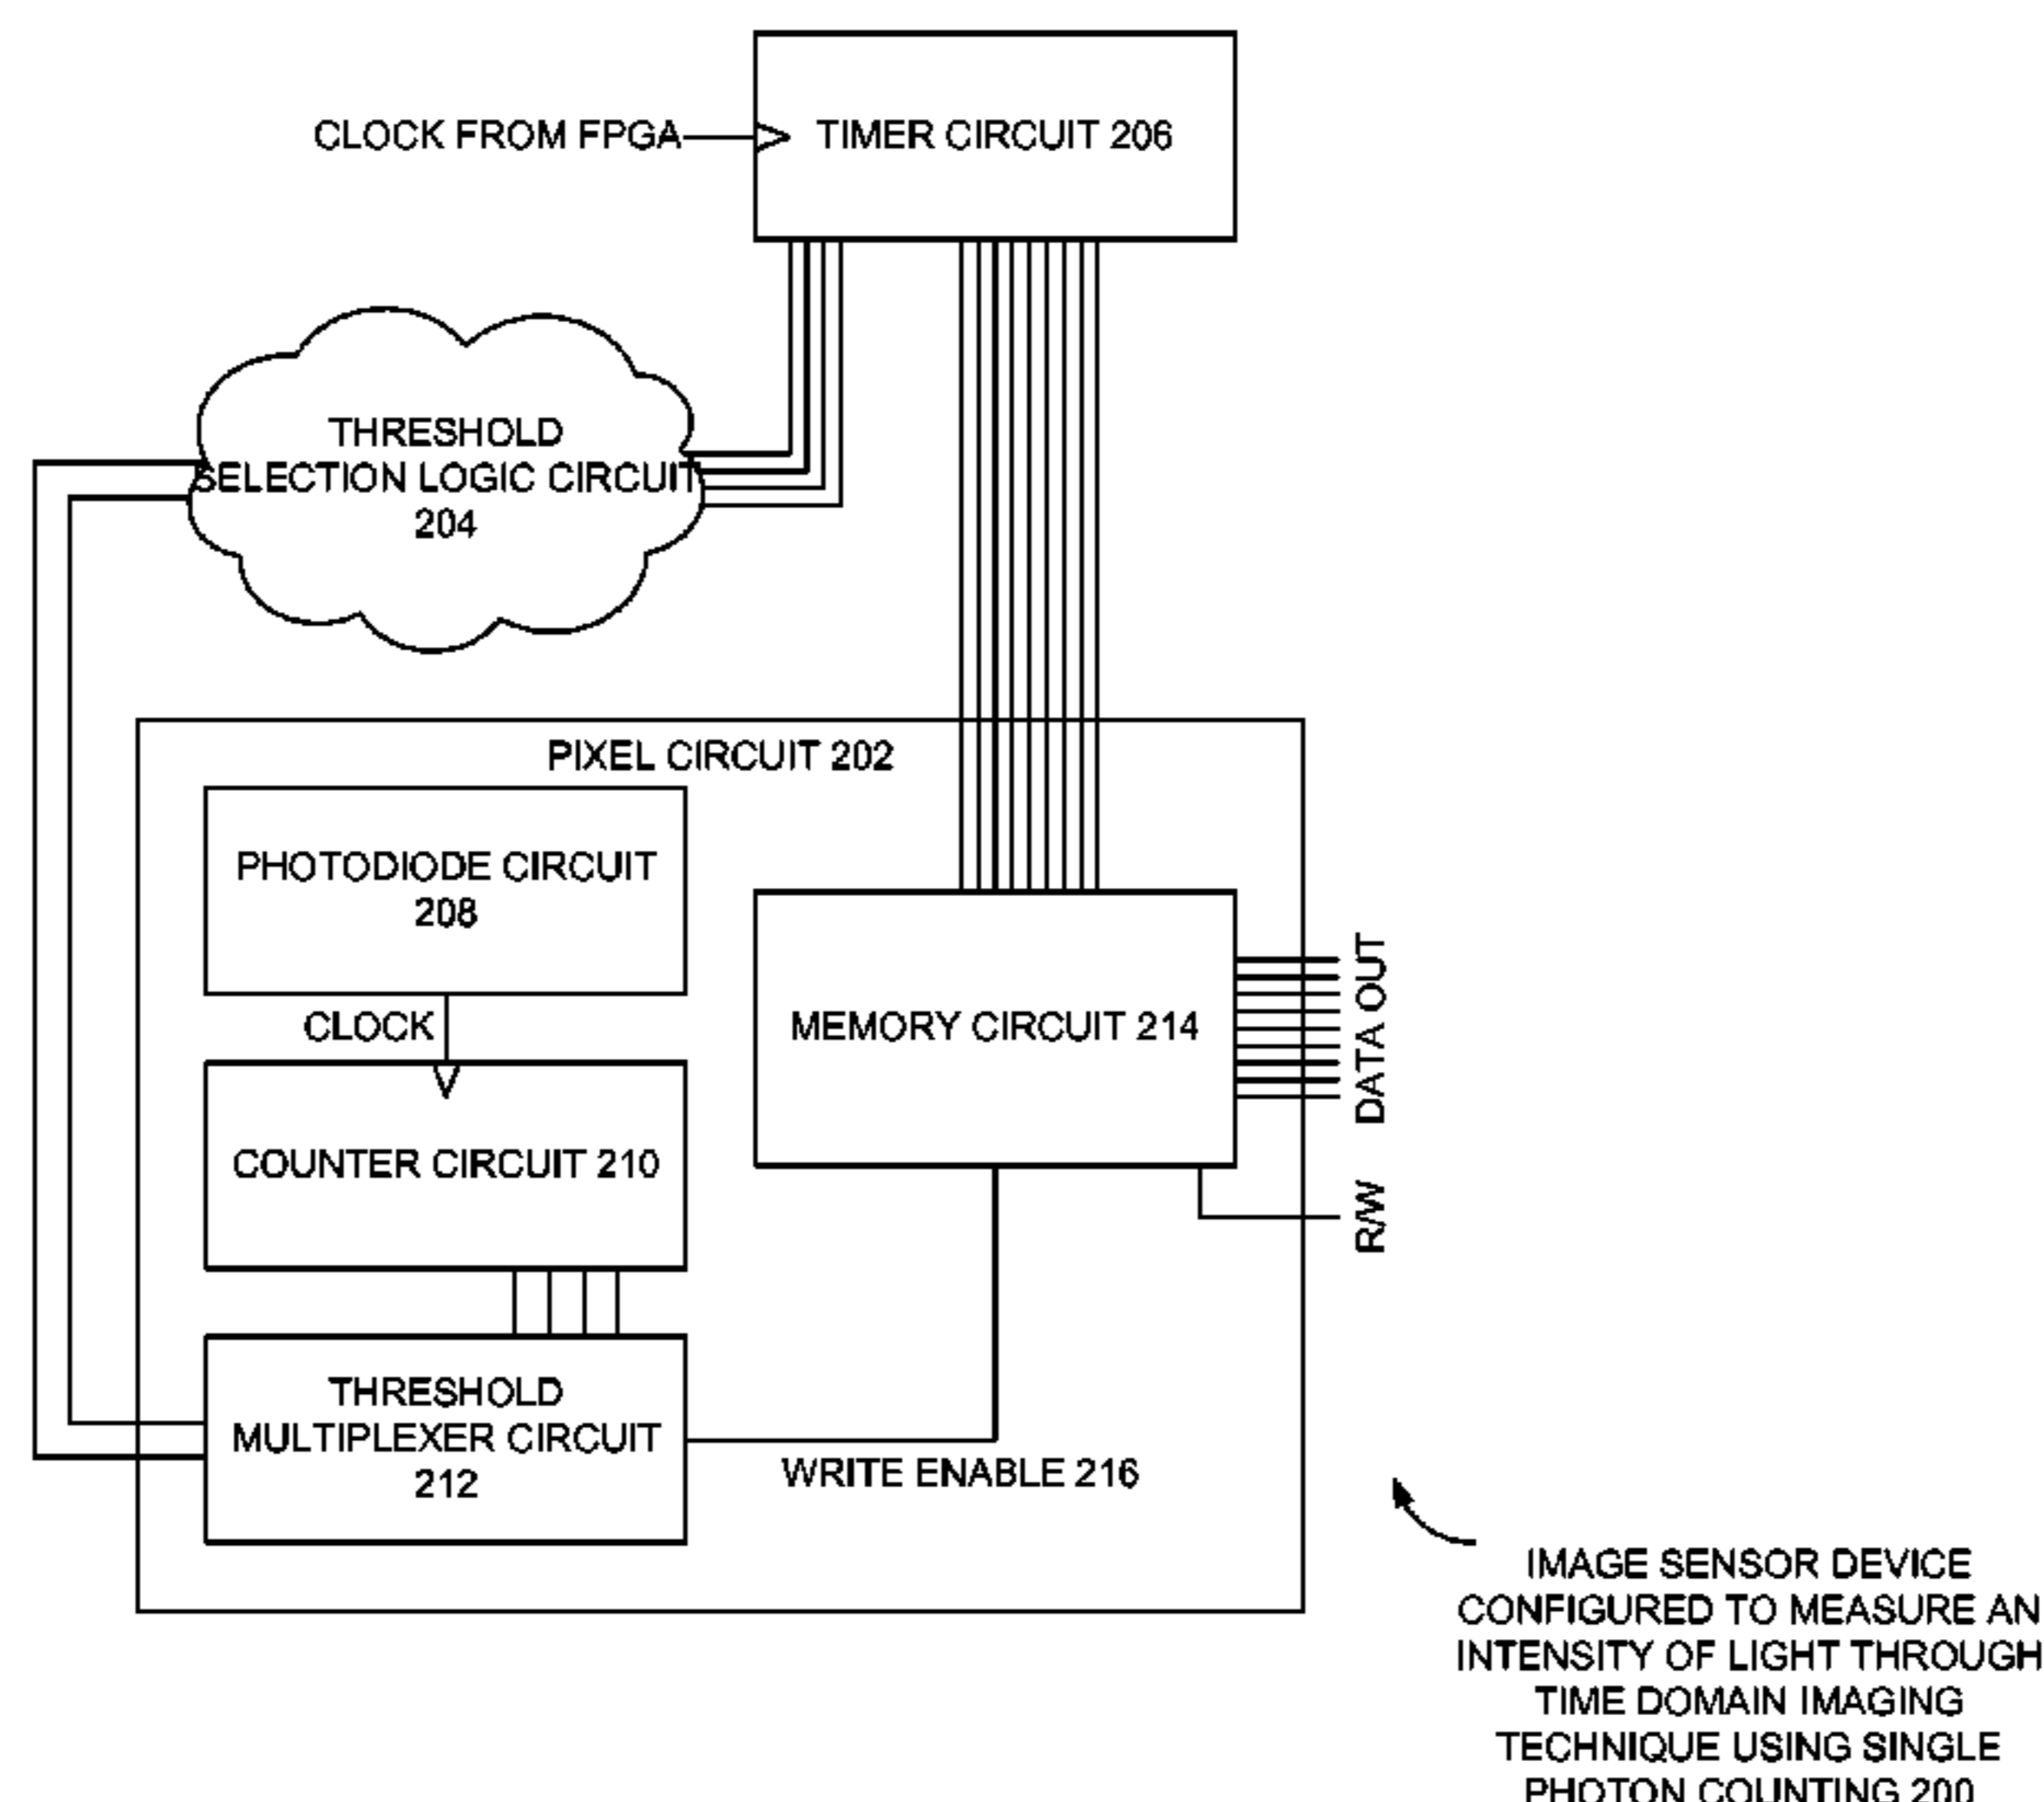 CLOCK FROM FPGA
TIMER CIRCUIT 206
THRESHOLD
SELECTION LOGIC CIRCUIT
204
PIXEL CIRCUIT 202
PHOTODIODE CIRCUIT
208
CLOCK
MEMORY CIRCUIT 214
DATA OUT
COUNTER CIRCUIT 210
R/W
THRESHOLD
MULTIPLEXER CIRCUIT
212
WRITE ENABLE 216
IMAGE SENSOR DEVICE
CONFIGURED TO MEASURE AN
INTENSITY OF LIGHT THROUGH
TIME DOMAIN IMAGING
TECHNIQUE USING SINGLE
PHOTON COUNTING 200